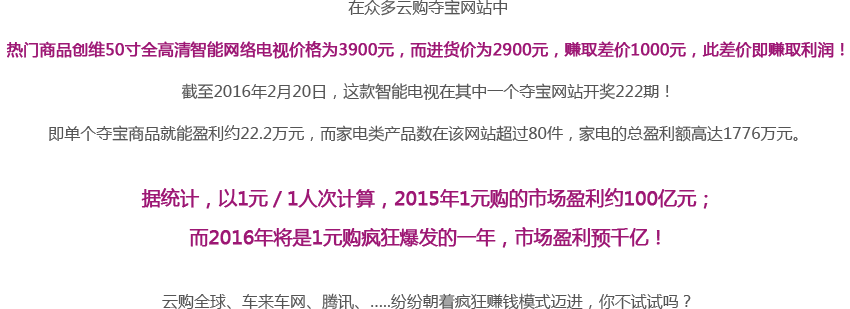 在众多云购夺宝网站中
热门商品创维50寸全高清智能网络电视价格为3900元，而进货价为2900元，赚取差价1000元，此差价即赚取利润！
截至2016年2月20日，这款智能电视在其中一个夺宝网站开奖222期！
即单个夺宝商品就能盈利约22.2万元，而家电类产品数在该网站超过80件，家电的总盈利额高达1776万元。
据统计，以1元 / 1人次计算，2015年1元购的市场盈利约100亿元；
而2016年将是1元购疯狂爆发的一年，市场盈利预千亿！
云购全球、车来车网、腾讯、.....纷纷朝着疯狂赚钱模式迈进，你不试试吗？